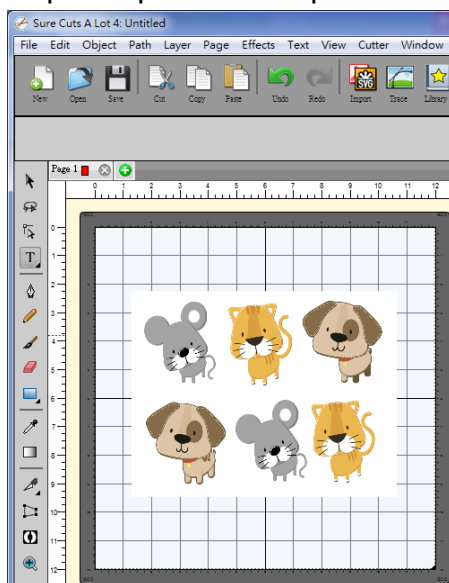 Sure Cuts A Lot 4: Untitled
File Edit Object Path Layer Page Effects Text View Cutter Window
SVG
New Open Save Cut Copy Paste Undo Redo Import Trace Library
Page 1
0 1 2 3 4 5 6 7 8 9 10 11 12
T
0
1
2
3
4
5
6
7
8
9
10
11
12